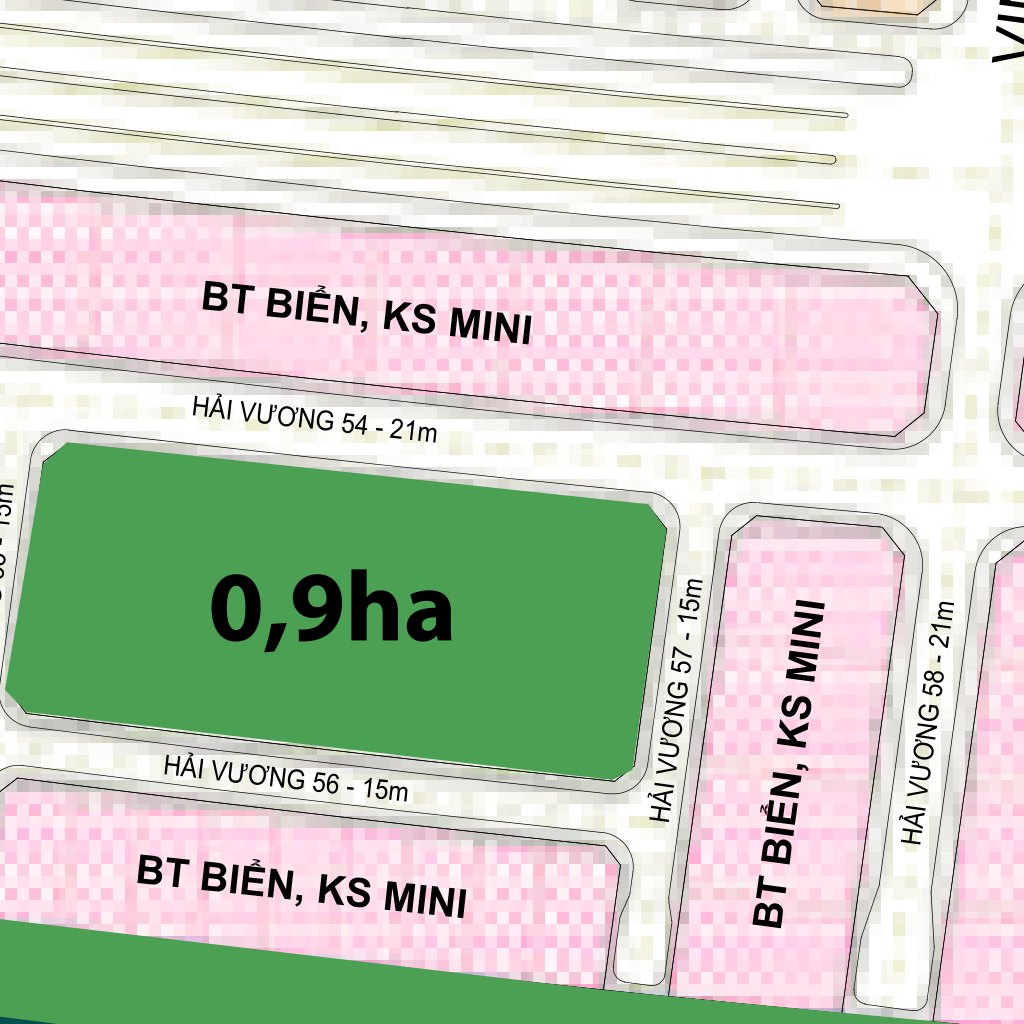 BT BIỂN, KS MINI
HẢI VƯƠNG 54 - 21m
15m
0,9ha
HẢI VƯƠNG 57 - 15m
BT BIỂN, KS MINI
HẢI VƯƠNG 58 - 21m
HẢI VƯƠNG 56 - 15m
BT BIỂN, KS MINI